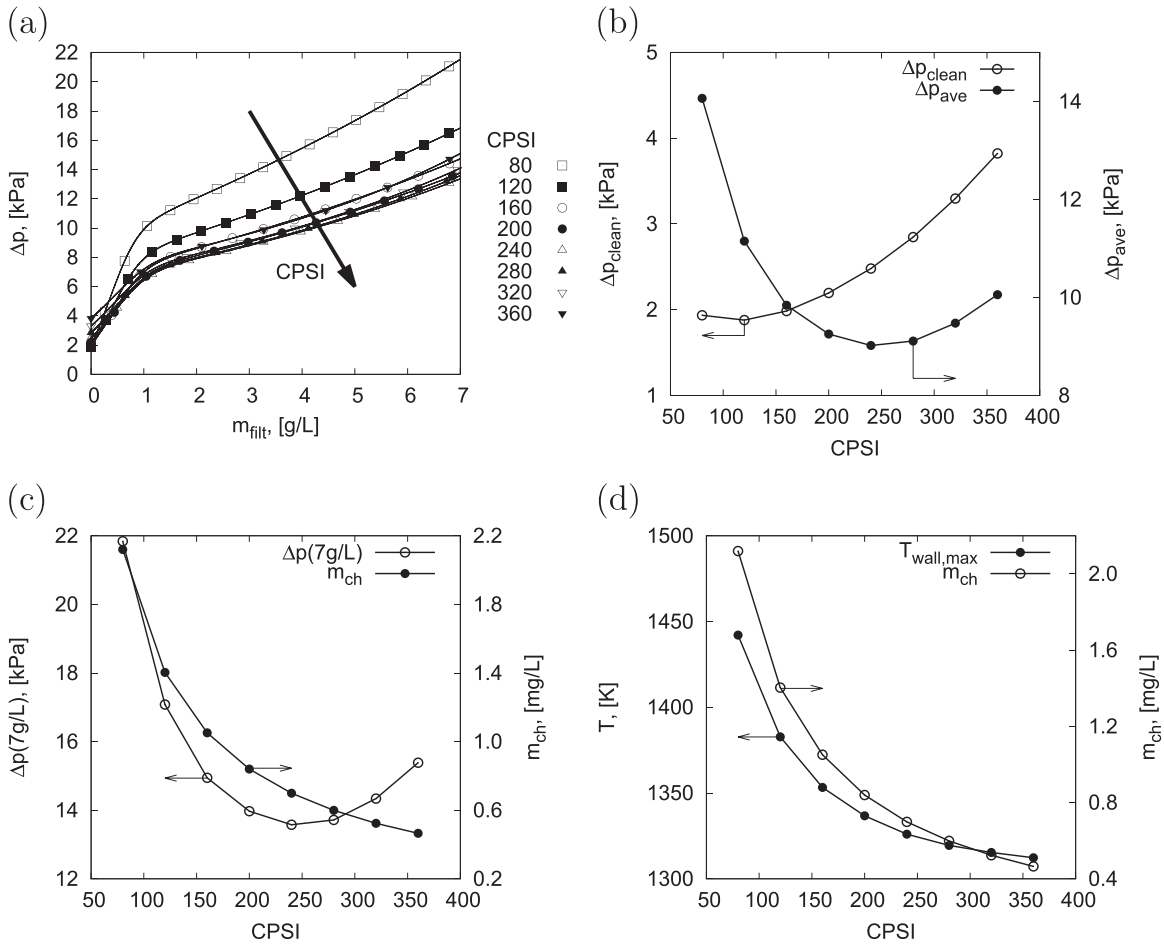 (a)
22
20
18
16
14
12
10
8
6
4
2
0
Δp, [kPa]
0 1 2 3 4 5 6 7
m_filt, [g/L]
CPSI
CPSI
80
120
160
200
240
280
320
360
(b)
5
4
3
2
1
Δp_clean, [kPa]
Δp_clean
Δp_ave
14
12
10
8
Δp_ave, [kPa]
50 100 150 200 250 300 350 400
CPSI
(c)
22
20
18
16
14
12
Δp(7g/L), [kPa]
Δp(7g/L)
m_ch
2.2
1.8
1.4
1.0
0.6
0.2
m_ch, [mg/L]
50 100 150 200 250 300 350 400
CPSI
(d)
1500
1450
1400
1350
1300
T, [K]
T_wall,max
m_ch
2.0
1.6
1.2
0.8
0.4
m_ch, [mg/L]
50 100 150 200 250 300 350 400
CPSI